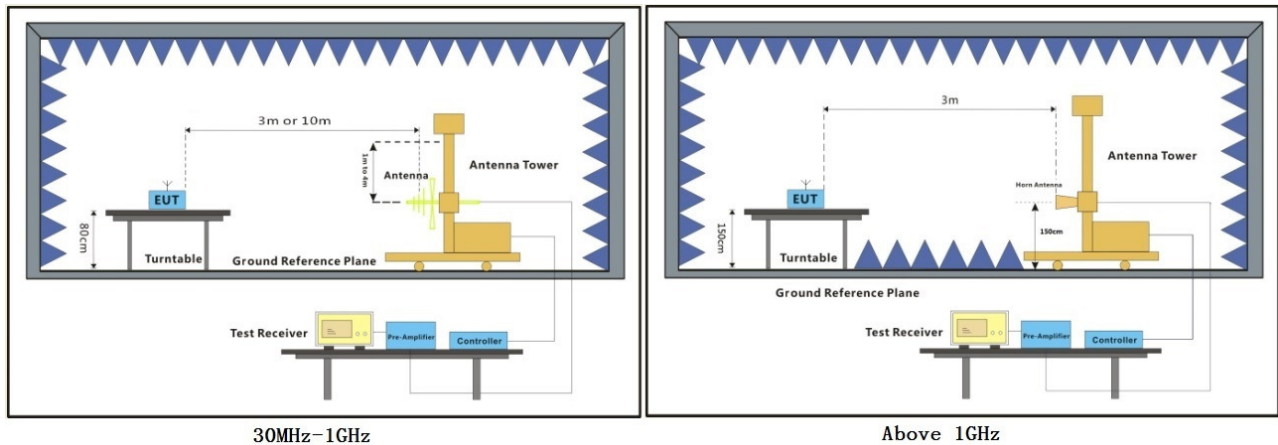 3m or 10m
1m to 4m
Antenna
Antenna Tower
EUT
80cm
Turntable
Ground Reference Plane
Test Receiver
Pre-Amplifier
Controller
30MHz-1GHz
3m
Antenna Tower
Horn Antenna
EUT
150cm
150cm
Turntable
Ground Reference Plane
Test Receiver
Pre-Amplifier
Controller
Above 1GHz